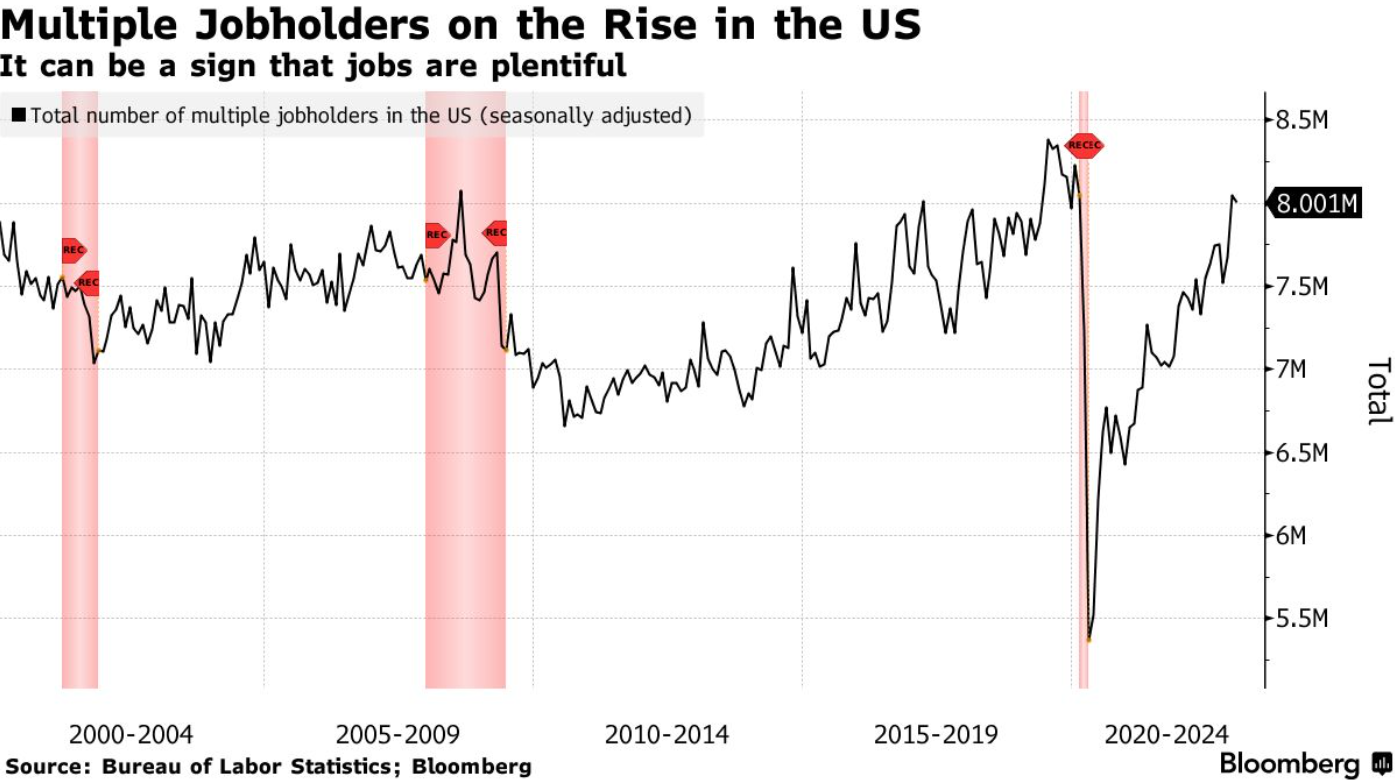 Multiple Jobholders on the Rise in the US
It can be a sign that jobs are plentiful
Total number of multiple jobholders in the US (seasonally adjusted)
8.5M
REC
REC
REC
REC
REC
EC
8.001M
7.5M
7M
Total
6.5M
6M
5.5M
2000-2004 2005-2009 2010-2014 2015-2019 2020-2024
Source: Bureau of Labor Statistics; Bloomberg
Bloomberg